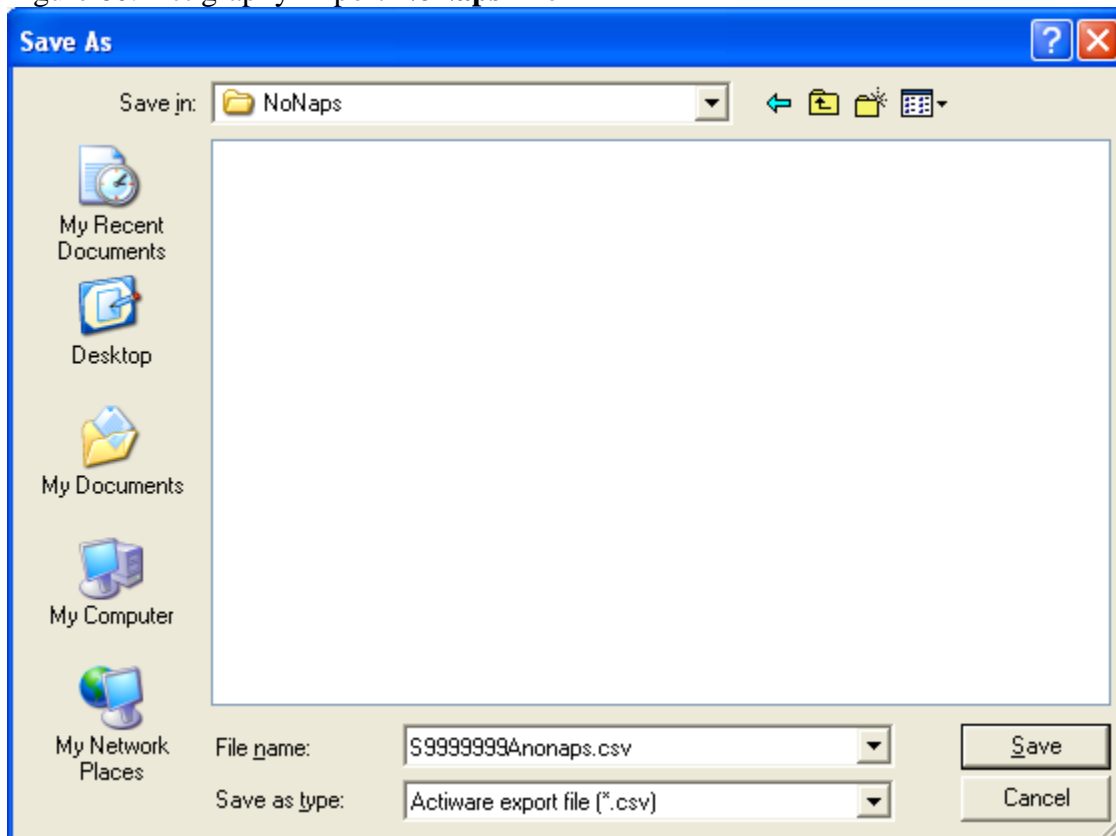 Save As
Save in:
NoNaps
My Recent
Documents
Desktop
My Documents
My Computer
My Network
Places
File name:
S9999999Anonaps.csv
Save
Save as type:
Actiware export file (*.csv)
Cancel